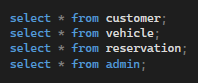 select * from customer;
select * from vehicle;
select * from reservation;
select * from admin;